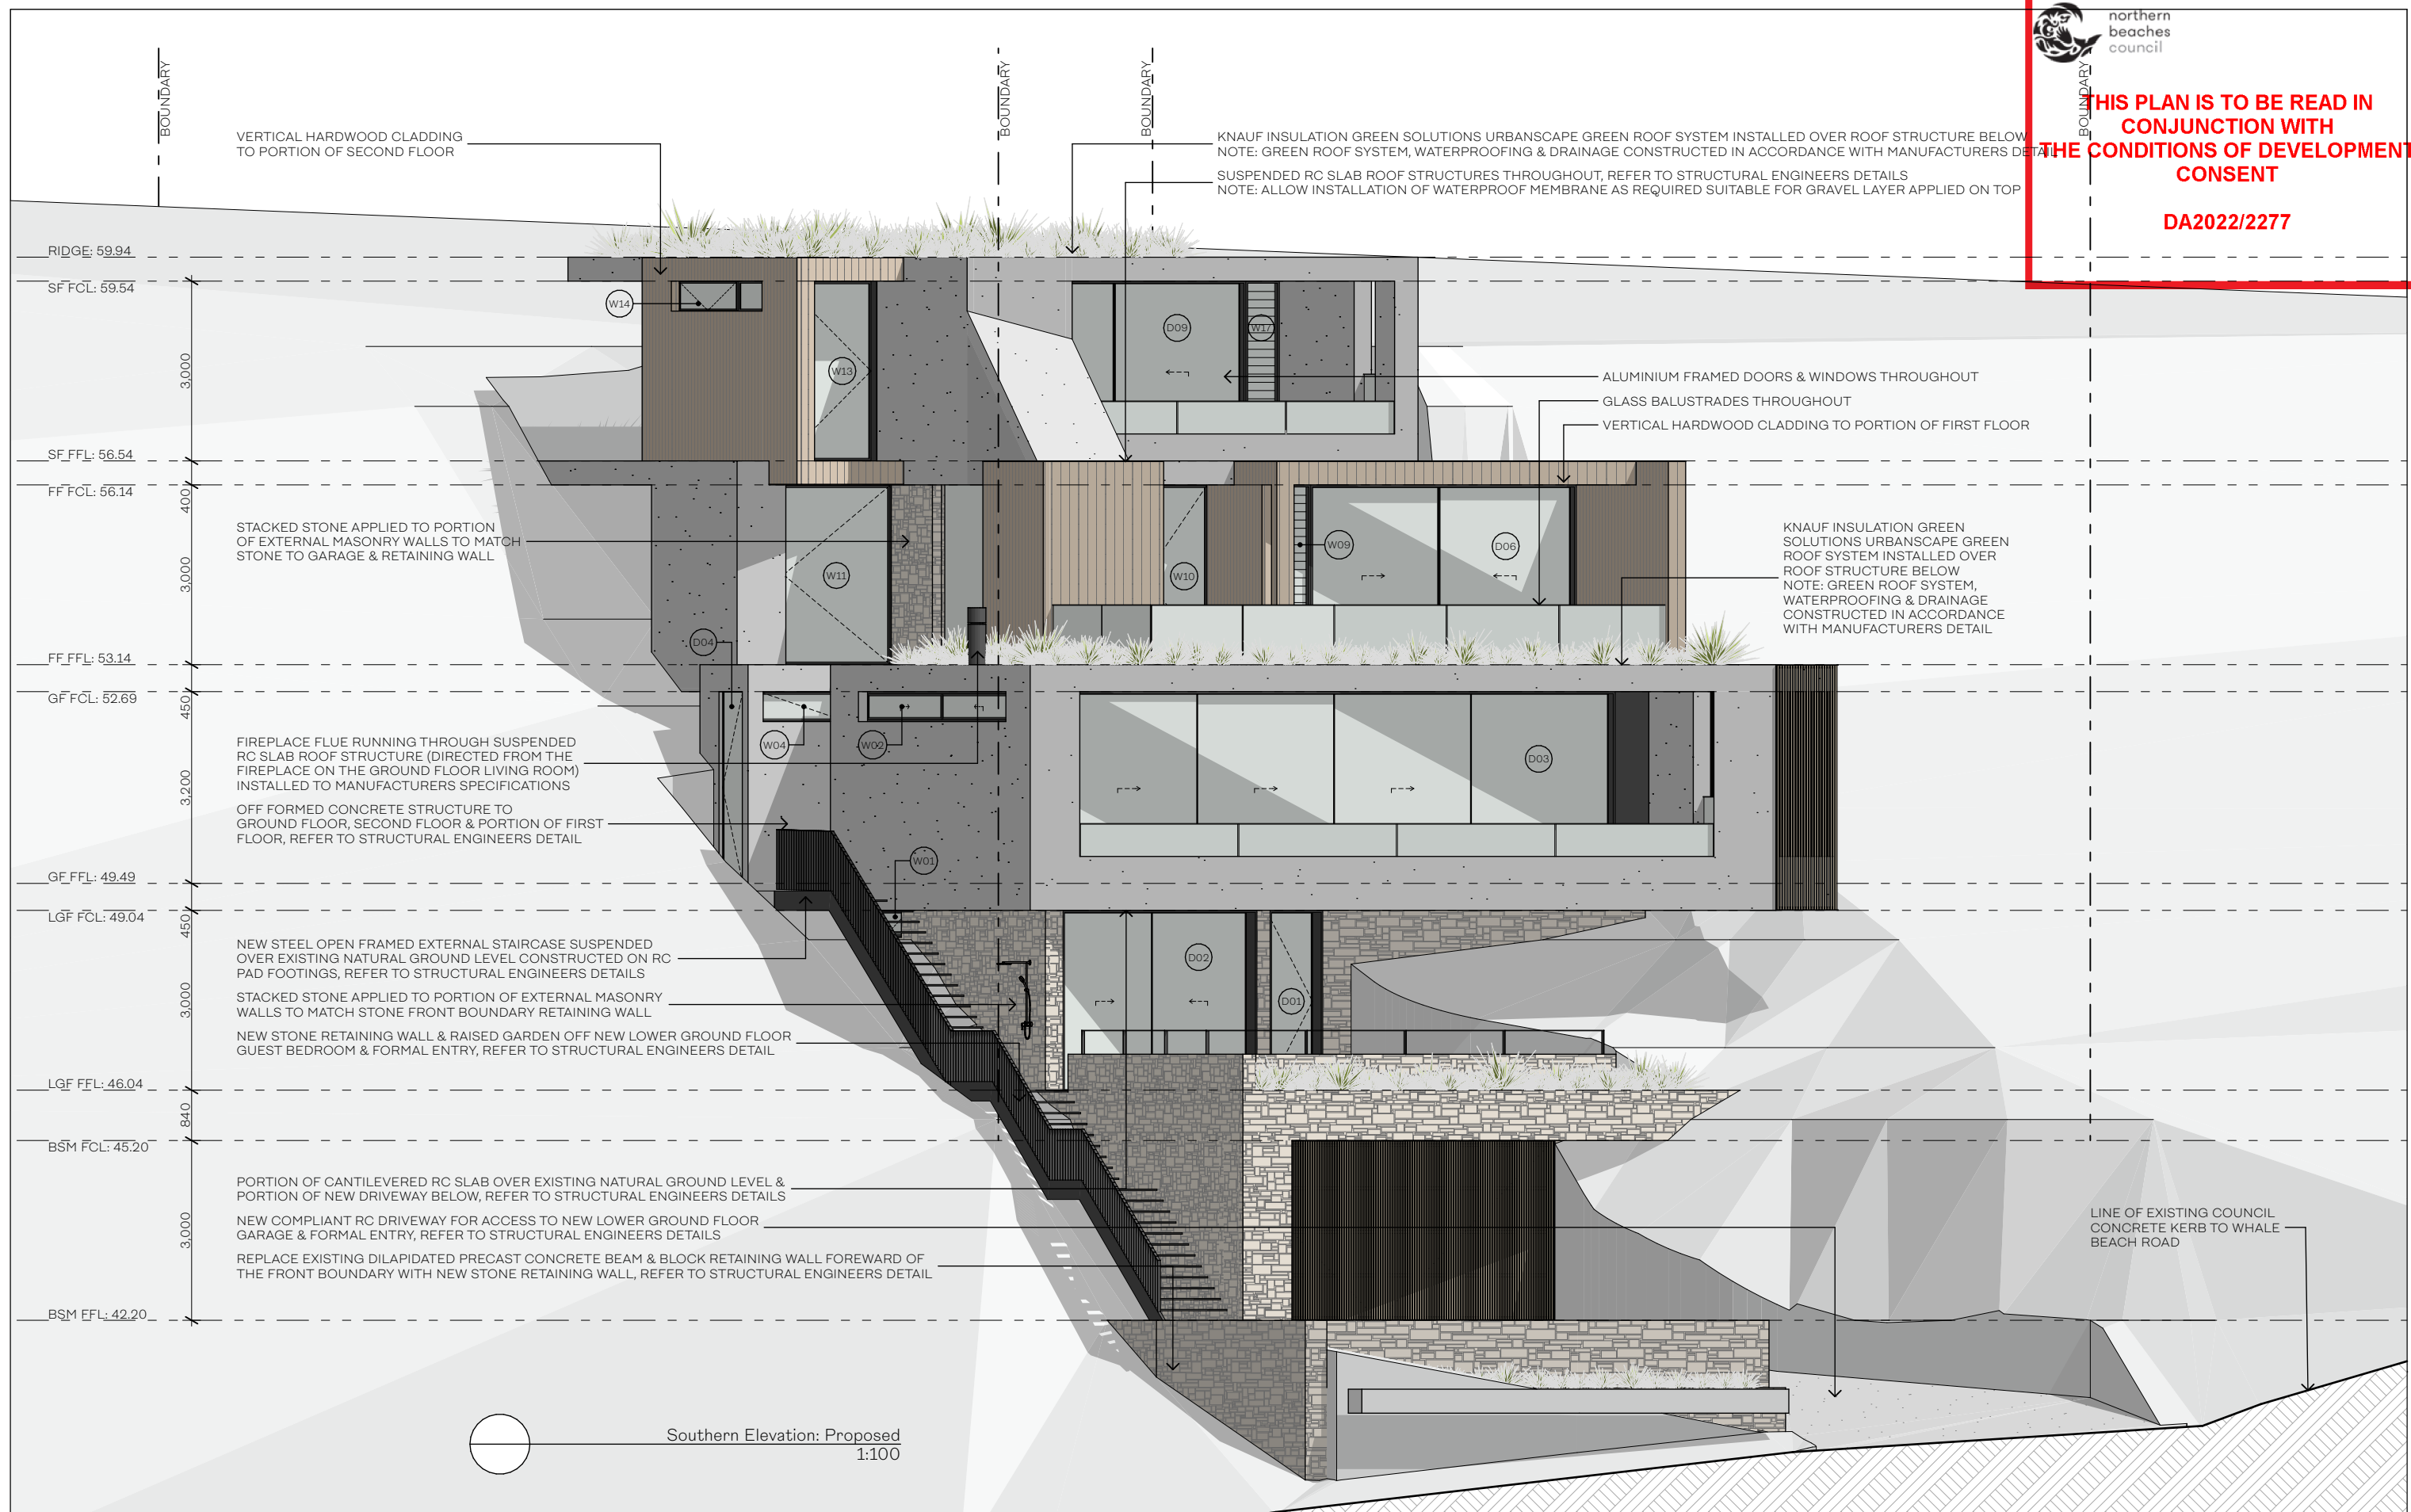 northern
beaches
council
THIS PLAN IS TO BE READ IN
CONJUNCTION WITH
THE CONDITIONS OF DEVELOPMENT
CONSENT
DA2022/2277
BOUNDARY
BOUNDARY
BOUNDARY
BOUNDARY
VERTICAL HARDWOOD CLADDING
TO PORTION OF SECOND FLOOR
KNAUF INSULATION GREEN SOLUTIONS URBANSCAPE GREEN ROOF SYSTEM INSTALLED OVER ROOF STRUCTURE BELOW
NOTE: GREEN ROOF SYSTEM, WATERPROOFING & DRAINAGE CONSTRUCTED IN ACCORDANCE WITH MANUFACTURERS DETAIL
SUSPENDED RC SLAB ROOF STRUCTURES THROUGHOUT, REFER TO STRUCTURAL ENGINEERS DETAILS
NOTE: ALLOW INSTALLATION OF WATERPROOF MEMBRANE AS REQUIRED SUITABLE FOR GRAVEL LAYER APPLIED ON TOP
RIDGE: 59.94
SF FCL: 59.54
W14
D09
W17
W13
3,000
ALUMINIUM FRAMED DOORS & WINDOWS THROUGHOUT
GLASS BALUSTRADES THROUGHOUT
VERTICAL HARDWOOD CLADDING TO PORTION OF FIRST FLOOR
SF FFL: 56.54
FF FCL: 56.14
400
STACKED STONE APPLIED TO PORTION
OF EXTERNAL MASONRY WALLS TO MATCH
STONE TO GARAGE & RETAINING WALL
W11
W10
W09
D06
3,000
KNAUF INSULATION GREEN
SOLUTIONS URBANSCAPE GREEN
ROOF SYSTEM INSTALLED OVER
ROOF STRUCTURE BELOW
NOTE: GREEN ROOF SYSTEM,
WATERPROOFING & DRAINAGE
CONSTRUCTED IN ACCORDANCE
WITH MANUFACTURERS DETAIL
D04
FF FFL: 53.14
GF FCL: 52.69
450
W04
W02
D03
FIREPLACE FLUE RUNNING THROUGH SUSPENDED
RC SLAB ROOF STRUCTURE (DIRECTED FROM THE
FIREPLACE ON THE GROUND FLOOR LIVING ROOM)
INSTALLED TO MANUFACTURERS SPECIFICATIONS
3,200
OFF FORMED CONCRETE STRUCTURE TO
GROUND FLOOR, SECOND FLOOR & PORTION OF FIRST
FLOOR, REFER TO STRUCTURAL ENGINEERS DETAIL
W01
GF FFL: 49.49
LGF FCL: 49.04
450
NEW STEEL OPEN FRAMED EXTERNAL STAIRCASE SUSPENDED
OVER EXISTING NATURAL GROUND LEVEL CONSTRUCTED ON RC
PAD FOOTINGS, REFER TO STRUCTURAL ENGINEERS DETAILS
D02
D01
3,000
STACKED STONE APPLIED TO PORTION OF EXTERNAL MASONRY
WALLS TO MATCH STONE FRONT BOUNDARY RETAINING WALL
NEW STONE RETAINING WALL & RAISED GARDEN OFF NEW LOWER GROUND FLOOR
GUEST BEDROOM & FORMAL ENTRY, REFER TO STRUCTURAL ENGINEERS DETAIL
LGF FFL: 46.04
840
BSM FCL: 45.20
PORTION OF CANTILEVERED RC SLAB OVER EXISTING NATURAL GROUND LEVEL &
PORTION OF NEW DRIVEWAY BELOW, REFER TO STRUCTURAL ENGINEERS DETAILS
NEW COMPLIANT RC DRIVEWAY FOR ACCESS TO NEW LOWER GROUND FLOOR
GARAGE & FORMAL ENTRY, REFER TO STRUCTURAL ENGINEERS DETAILS
3,000
REPLACE EXISTING DILAPIDATED PRECAST CONCRETE BEAM & BLOCK RETAINING WALL FOREWARD OF
THE FRONT BOUNDARY WITH NEW STONE RETAINING WALL, REFER TO STRUCTURAL ENGINEERS DETAIL
LINE OF EXISTING COUNCIL
CONCRETE KERB TO WHALE
BEACH ROAD
BSM FFL: 42.20
Southern Elevation: Proposed
1:100